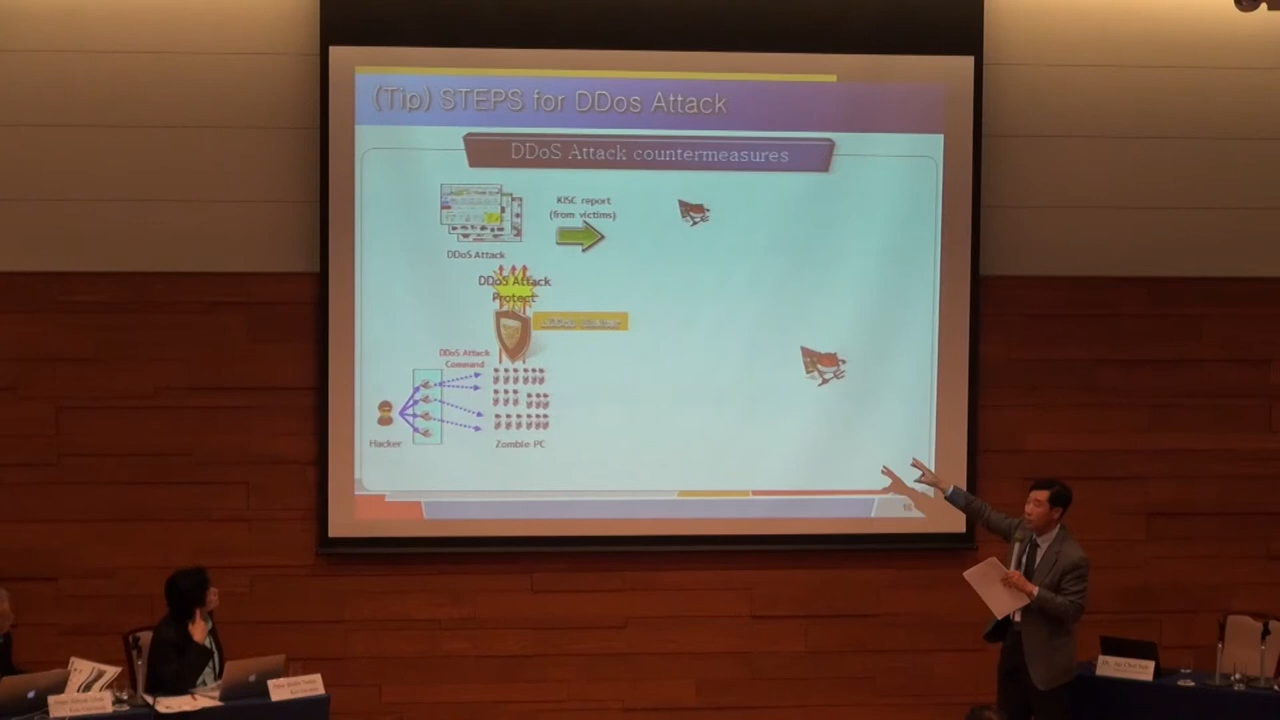 (Tip) STEPS for DDos Attack
DDoS Attack countermeasures
KISC report
(from victims)
DDoS Attack
DDoS Attack
Protect
DDoS Attack
Command
Hacker
Zombie PC
16